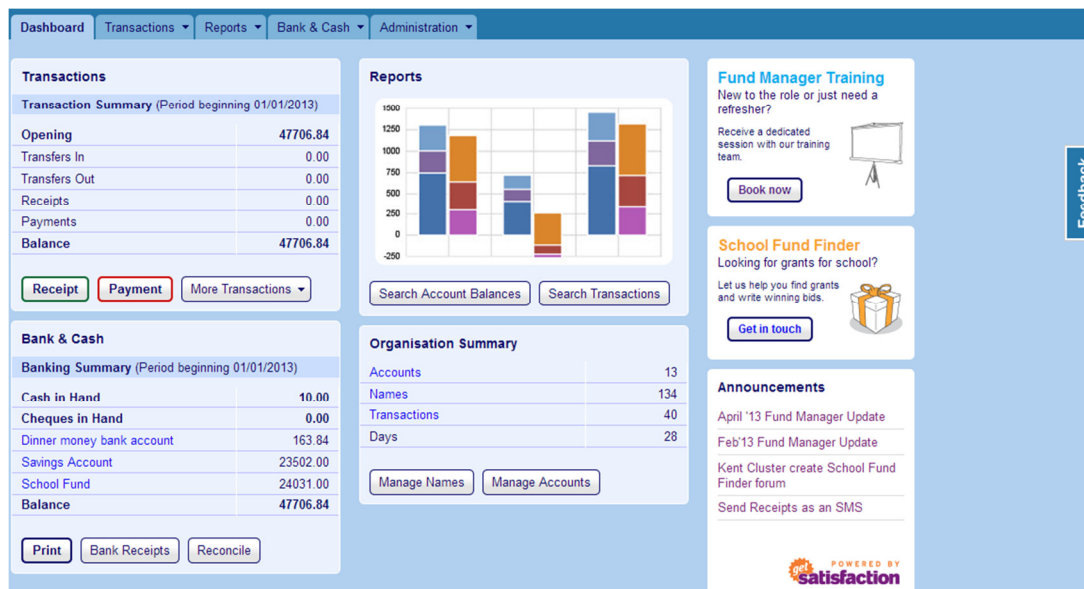 Dashboard
Transactions
Reports
Bank & Cash
Administration
Transactions
Transaction Summary (Period beginning 01/01/2013)
Opening 47706.84
Transfers In 0.00
Transfers Out 0.00
Receipts 0.00
Payments 0.00
Balance 47706.84
Receipt
Payment
More Transactions
Bank & Cash
Banking Summary (Period beginning 01/01/2013)
Cash in Hand 10.00
Cheques in Hand 0.00
Dinner money bank account 163.84
Savings Account 23502.00
School Fund 24031.00
Balance 47706.84
Print
Bank Receipts
Reconcile
Reports
1500
1250
1000
750
500
250
0
-250
Search Account Balances
Search Transactions
Organisation Summary
Accounts 13
Names 134
Transactions 40
Days 28
Manage Names
Manage Accounts
Fund Manager Training
New to the role or just need a
refresher?
Receive a dedicated
session with our training
team.
Book now
School Fund Finder
Looking for grants for school?
Let us help you find grants
and write winning bids.
Get in touch
Announcements
April '13 Fund Manager Update
Feb'13 Fund Manager Update
Kent Cluster create School Fund
Finder forum
Send Receipts as an SMS
POWERED BY
get satisfaction
Feedback